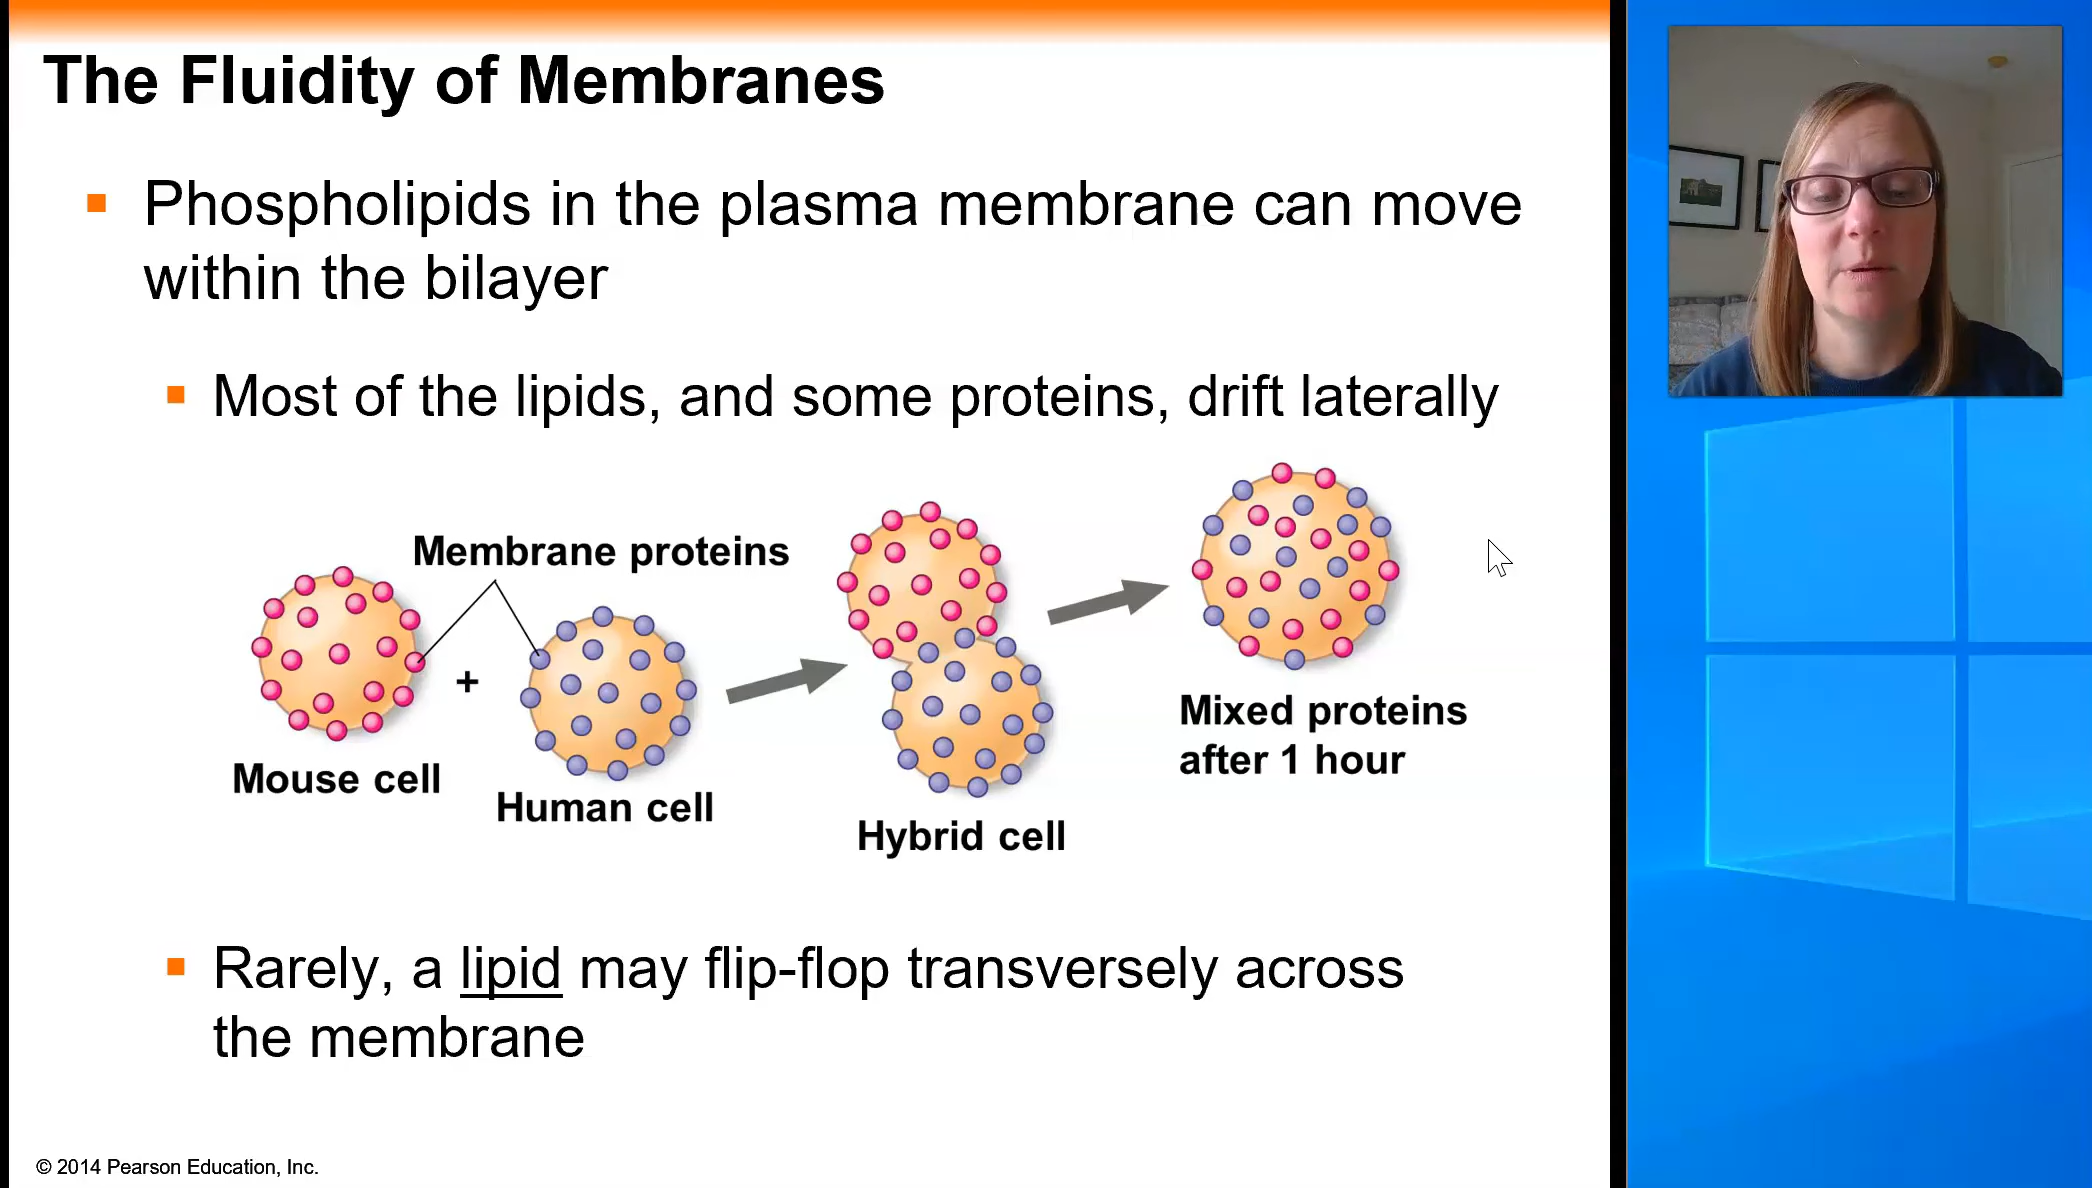 The Fluidity of Membranes
Phospholipids in the plasma membrane can move
within the bilayer
Most of the lipids, and some proteins, drift laterally
Membrane proteins
+
Mouse cell
Human cell
Hybrid cell
Mixed proteins
after 1 hour
Rarely, a lipid may flip-flop transversely across
the membrane
© 2014 Pearson Education, Inc.